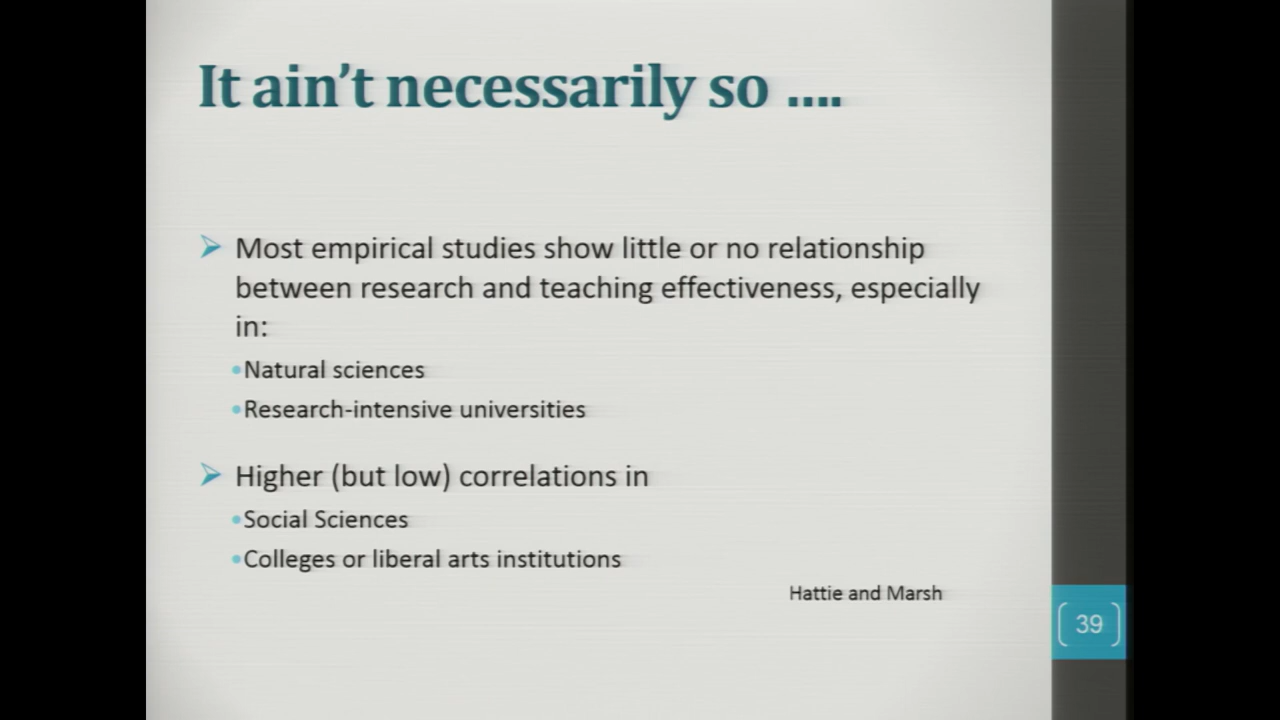 It ain’t necessarily so ....
➢ Most empirical studies show little or no relationship
between research and teaching effectiveness, especially
in:
•Natural sciences
•Research-intensive universities
➢ Higher (but low) correlations in
•Social Sciences
•Colleges or liberal arts institutions
Hattie and Marsh
39